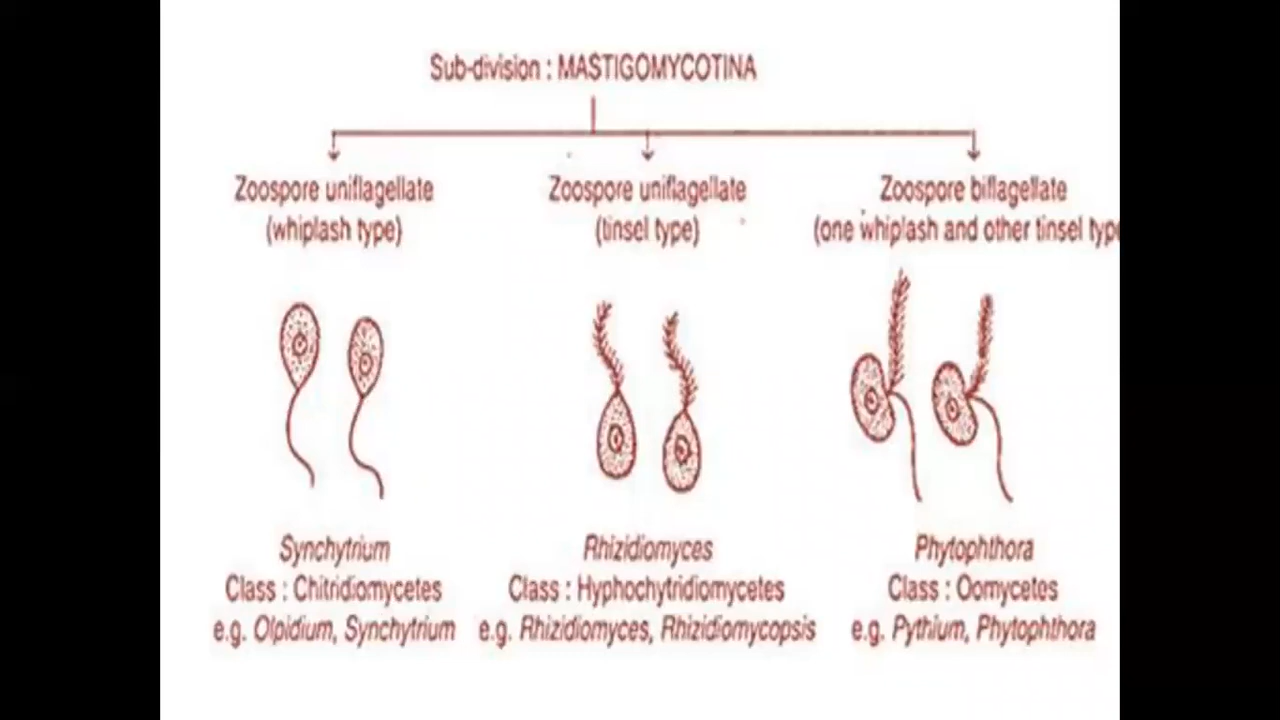 Sub-division : MASTIGOMYCOTINA
Zoospore uniflagellate
(whiplash type)
Zoospore uniflagellate
(tinsel type)
Zoospore biflagellate
(one whiplash and other tinsel type
Synchytrium
Class : Chitridiomycetes
e.g. Olpidium, Synchytrium
Rhizidiomyces
Class : Hyphochytridiomycetes
e.g. Rhizidiomyces, Rhizidiomycopsis
Phytophthora
Class : Oomycetes
e.g. Pythium, Phytophthora